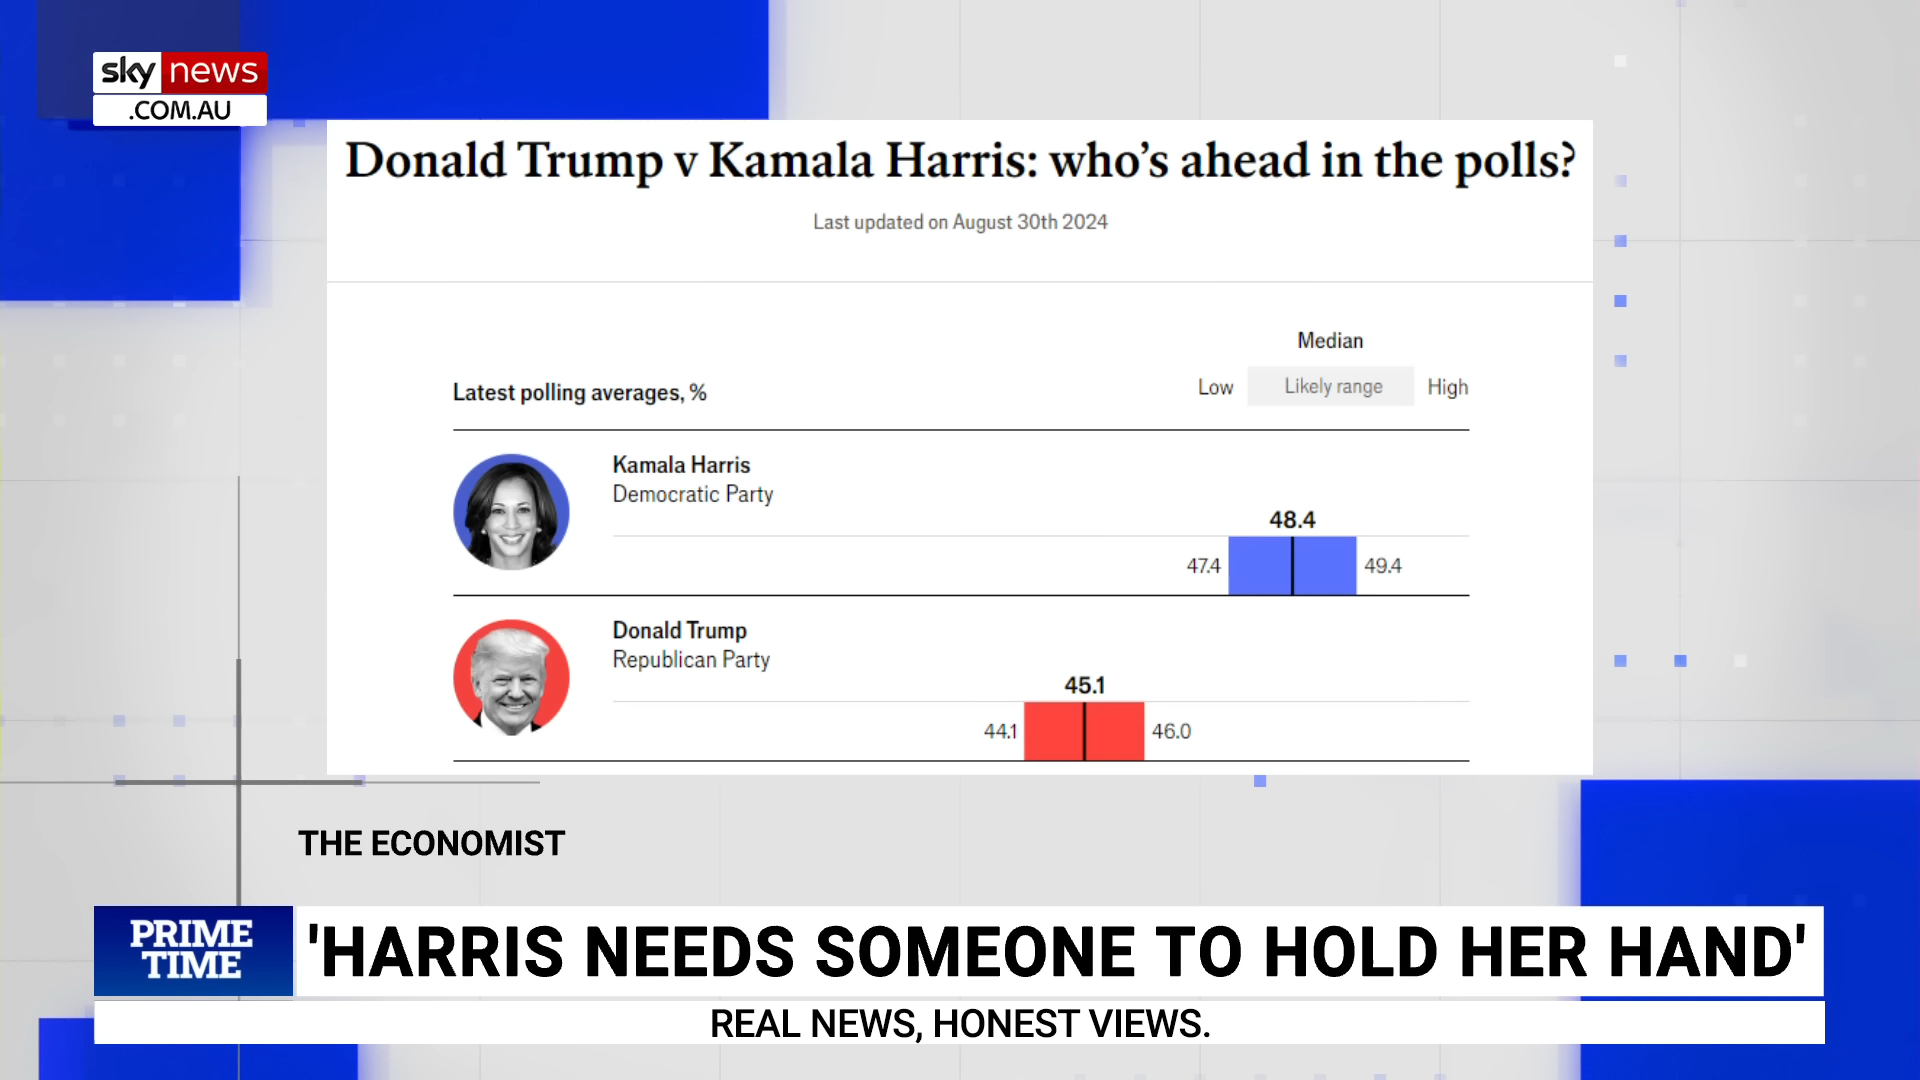 sky news
.COM.AU
Donald Trump v Kamala Harris: who's ahead in the polls?
Last updated on August 30th 2024
Median
Low Likely range High
Latest polling averages, %
Kamala Harris
Democratic Party
48.4
47.4 49.4
Donald Trump
Republican Party
45.1
44.1 46.0
THE ECONOMIST
PRIME
TIME
'HARRIS NEEDS SOMEONE TO HOLD HER HAND'
REAL NEWS, HONEST VIEWS.